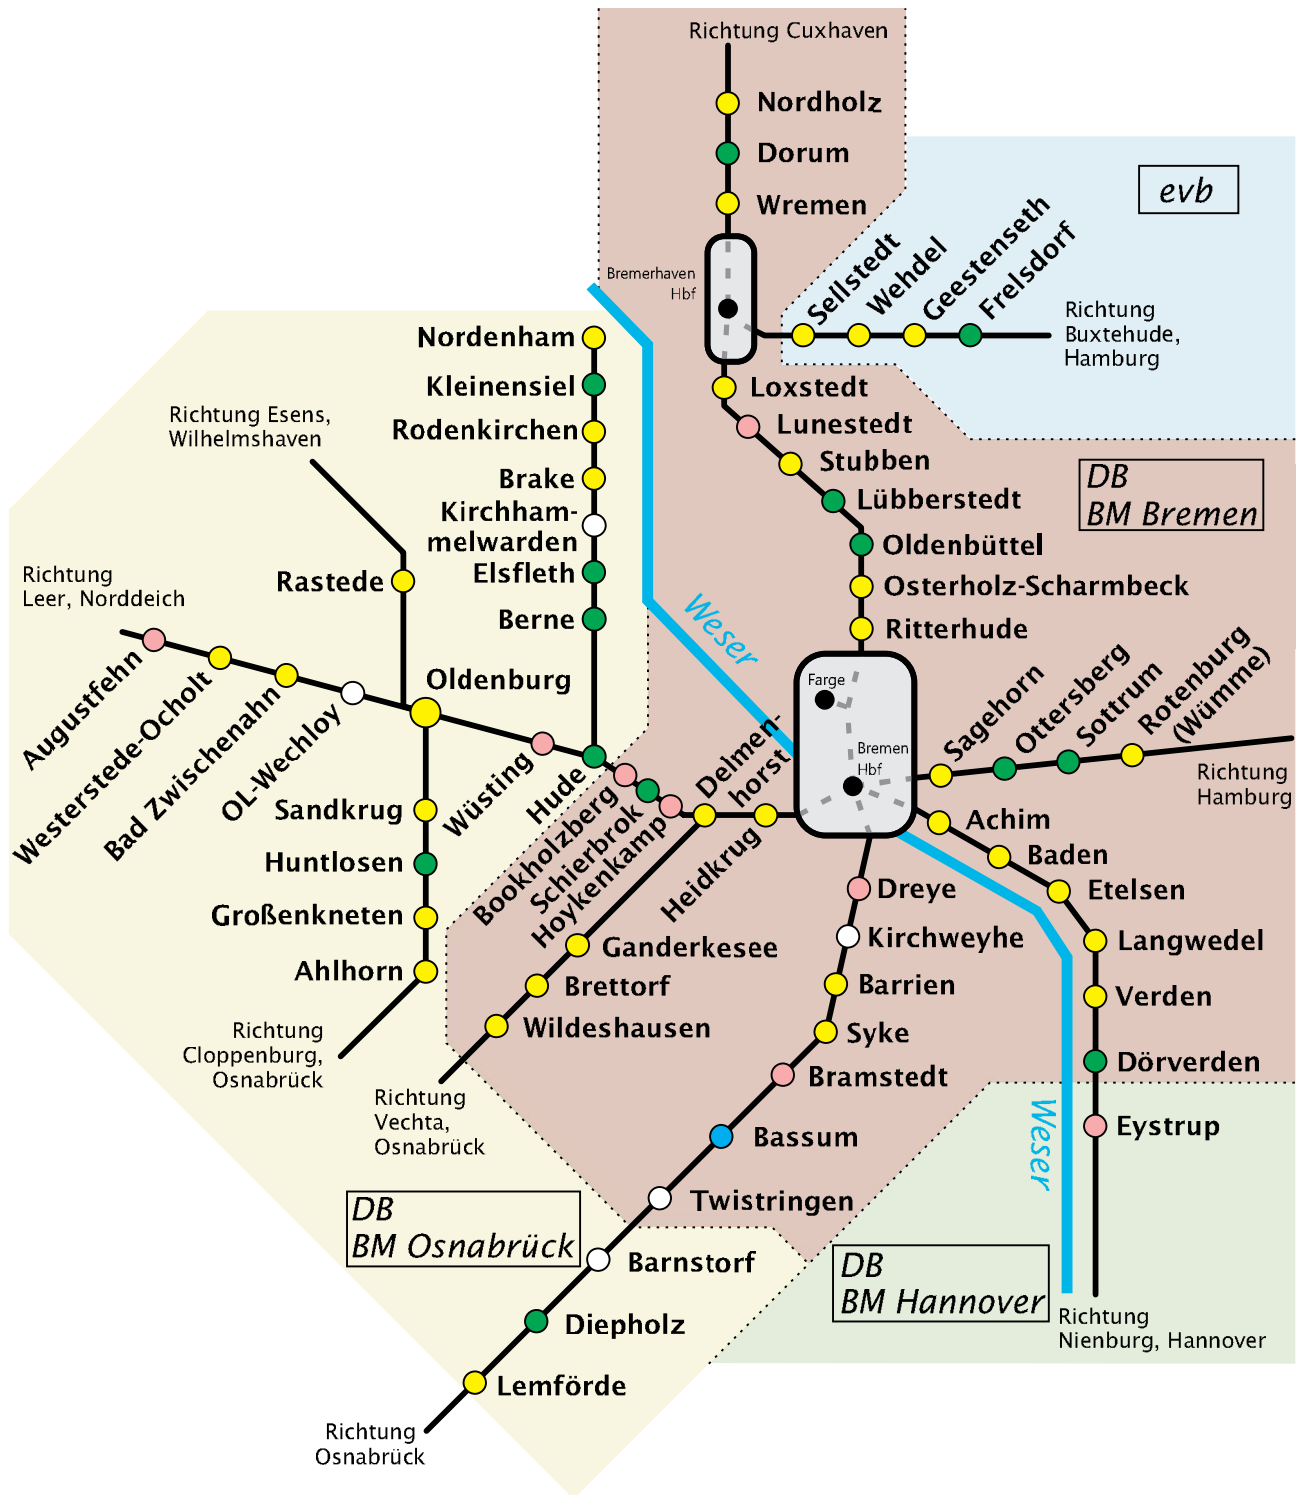 Richtung Cuxhaven
Nordholz
Dorum
Wremen
evb
Bremerhaven
Hbf
Sellstedt
Wehdel
Geestenseth
Frelsdorf
Richtung
Buxtehude,
Hamburg
Nordenham
Kleinensiel
Rodenkirchen
Brake
Kirchham-
melwarden
Elsfleth
Berne
Loxstedt
Lunestedt
Stubben
Lübberstedt
Oldenbüttel
Osterholz-Scharmbeck
Ritterhude
DB
BM Bremen
Richtung Esens,
Wilhelmshaven
Rastede
Richtung
Leer, Norddeich
Augustfehn
Westerstede-Ocholt
Bad Zwischenahn
OL-Wechloy
Oldenburg
Wüsting
Hude
Bookholzberg
Schierbrok
Hoykenkamp
Delmen-
horst
Heidkrug
Weser
Farge
Bremen
Hbf
Sagehorn
Ottersberg
Sottrum
Rotenburg
(Wümme)
Richtung
Hamburg
Sandkrug
Huntlosen
Großenkneten
Ahlhorn
Richtung
Cloppenburg,
Osnabrück
Ganderkesee
Brettorf
Wildeshausen
Richtung
Vechta,
Osnabrück
Achim
Baden
Etelsen
Langwedel
Verden
Dörverden
Eystrup
Weser
Dreye
Kirchweyhe
Barrien
Syke
Bramstedt
Bassum
Twistringen
Barnstorf
Diepholz
Lemförde
DB
BM Osnabrück
DB
BM Hannover
Richtung
Nienburg, Hannover
Richtung
Osnabrück